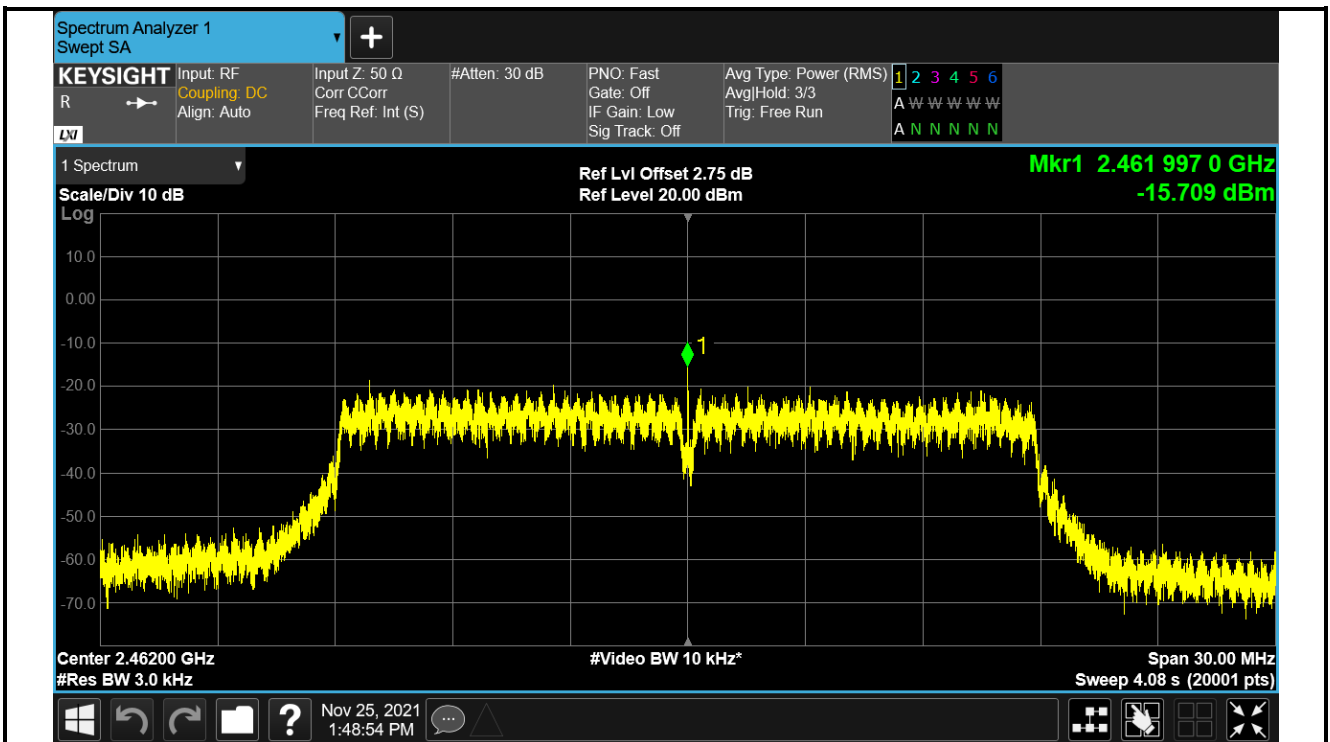 Spectrum Analyzer 1
Swept SA
KEYSIGHT
R
LXI
Input: RF
Coupling: DC
Align: Auto
Input Z: 50 Ω
Corr CCorr
Freq Ref: Int (S)
#Atten: 30 dB
PNO: Fast
Gate: Off
IF Gain: Low
Sig Track: Off
Avg Type: Power (RMS)
Avg|Hold: 3/3
Trig: Free Run
1 2 3 4 5 6
A W W W W W
A N N N N N
1 Spectrum
Scale/Div 10 dB
Ref Lvl Offset 2.75 dB
Ref Level 20.00 dBm
Mkr1 2.461 997 0 GHz
-15.709 dBm
Log
10.0
0.00
-10.0
1
-20.0
-30.0
-40.0
-50.0
-60.0
-70.0
Center 2.46200 GHz
#Res BW 3.0 kHz
#Video BW 10 kHz*
Span 30.00 MHz
Sweep 4.08 s (20001 pts)
?
Nov 25, 2021
1:48:54 PM